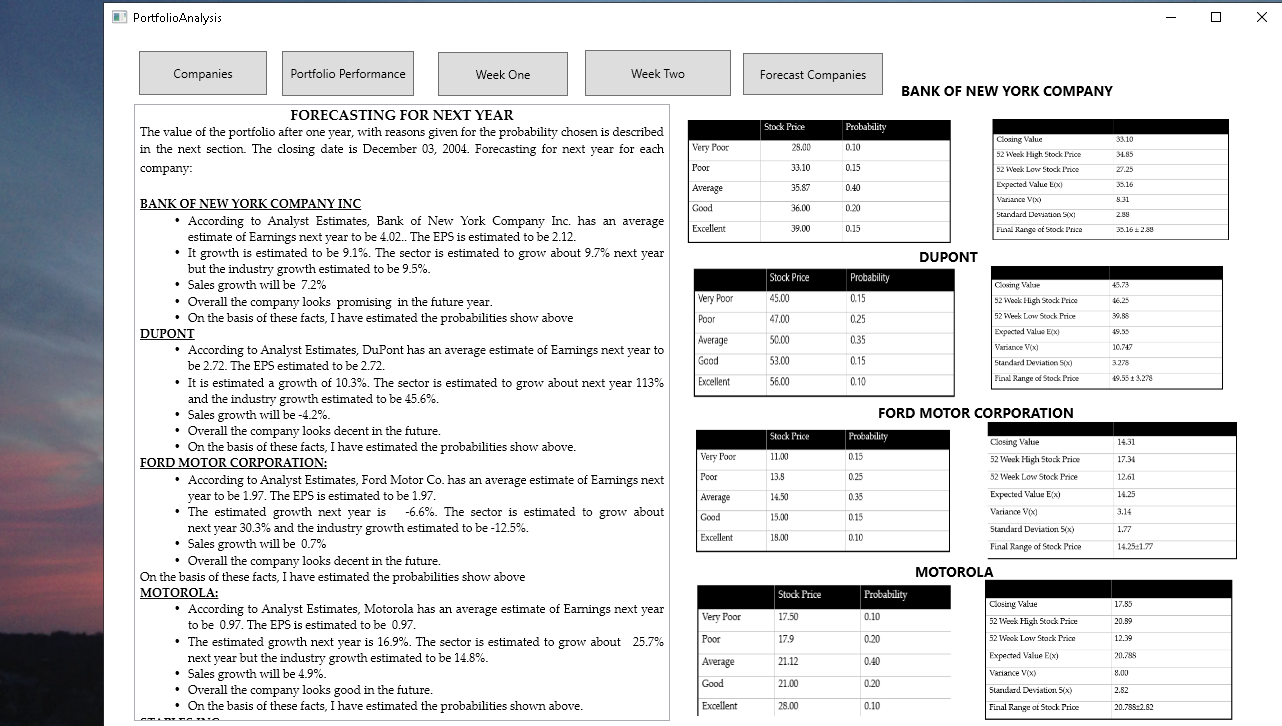 PortfolioAnalysis
Companies
Portfolio Performance
Week One
Week Two
Forecast Companies
FORECASTING FOR NEXT YEAR
The value of the portfolio after one year, with reasons given for the probability chosen is described
in the next section. The closing date is December 03, 2004. Forecasting for next year for each
company:
BANK OF NEW YORK COMPANY INC
• According to Analyst Estimates, Bank of New York Company Inc. has an average
estimate of Earnings next year to be 4.02.. The EPS is estimated to be 2.12.
• It growth is estimated to be 9.1%. The sector is estimated to grow about 9.7% next year
but the industry growth estimated to be 9.5%.
• Sales growth will be 7.2%
• Overall the company looks promising in the future year.
• On the basis of these facts, I have estimated the probabilities show above
DUPONT
• According to Analyst Estimates, DuPont has an average estimate of Earnings next year to
be 2.72. The EPS estimated to be 2.72.
• It is estimated a growth of 10.3%. The sector is estimated to grow about next year 113%
and the industry growth estimated to be 45.6%.
• Sales growth will be -4.2%.
• Overall the company looks decent in the future.
• On the basis of these facts, I have estimated the probabilities show above.
FORD MOTOR CORPORATION:
• According to Analyst Estimates, Ford Motor Co. has an average estimate of Earnings next
year to be 1.97. The EPS is estimated to be 1.97.
• The estimated growth next year is -6.6%. The sector is estimated to grow about
next year 30.3% and the industry growth estimated to be -12.5%.
• Sales growth will be 0.7%
• Overall the company looks decent in the future.
On the basis of these facts, I have estimated the probabilities show above
MOTOROLA:
• According to Analyst Estimates, Motorola has an average estimate of Earnings next year
to be 0.97. The EPS is estimated to be 0.97.
• The estimated growth next year is 16.9%. The sector is estimated to grow about 25.7%
next year but the industry growth estimated to be 14.8%.
• Sales growth will be 4.9%.
• Overall the company looks good in the future.
• On the basis of these facts, I have estimated the probabilities shown above.
BANK OF NEW YORK COMPANY
Stock Price Probability
Very Poor 28.00 0.10
Poor 33.10 0.15
Average 35.87 0.40
Good 36.00 0.20
Excellent 39.00 0.15
Closing Value 33.10
52 Week High Stock Price 34.85
52 Week Low Stock Price 27.25
Expected Value E(x) 35.16
Variance V(x) 8.31
Standard Deviation S(x) 2.88
Final Range of Stock Price 35.16 ± 2.88
DUPONT
Stock Price Probability
Very Poor 45.00 0.15
Poor 47.00 0.25
Average 50.00 0.35
Good 53.00 0.15
Excellent 56.00 0.10
Closing Value 45.73
52 Week High Stock Price 46.25
52 Week Low Stock Price 39.88
Expected Value E(x) 49.55
Variance V(x) 10.747
Standard Deviation S(x) 3.278
Final Range of Stock Price 49.55 ± 3.278
FORD MOTOR CORPORATION
Stock Price Probability
Very Poor 11.00 0.15
Poor 13.8 0.25
Average 14.50 0.35
Good 15.00 0.15
Excellent 18.00 0.10
Closing Value 14.31
52 Week High Stock Price 17.34
52 Week Low Stock Price 12.61
Expected Value E(x) 14.25
Variance V(x) 3.14
Standard Deviation S(x) 1.77
Final Range of Stock Price 14.25±1.77
MOTOROLA
Stock Price Probability
Very Poor 17.50 0.10
Poor 17.9 0.20
Average 21.12 0.40
Good 21.00 0.20
Excellent 28.00 0.10
Closing Value 17.85
52 Week High Stock Price 20.89
52 Week Low Stock Price 12.39
Expected Value E(x) 20.788
Variance V(x) 8.00
Standard Deviation S(x) 2.82
Final Range of Stock Price 20.788±2.82